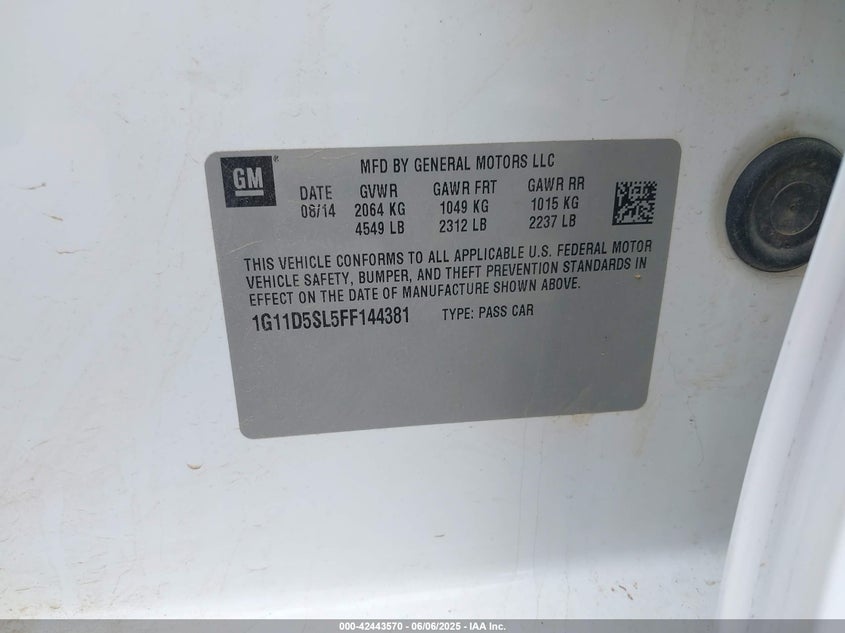 GM ®
MFD BY GENERAL MOTORS LLC
DATE GVWR GAWR FRT GAWR RR
08/14 2064 KG 1049 KG 1015 KG
4549 LB 2312 LB 2237 LB
THIS VEHICLE CONFORMS TO ALL APPLICABLE U.S. FEDERAL MOTOR
VEHICLE SAFETY, BUMPER, AND THEFT PREVENTION STANDARDS IN
EFFECT ON THE DATE OF MANUFACTURE SHOWN ABOVE.
1G11D5SL5FF144381 TYPE: PASS CAR
000-42443570 - 06/06/2025 - IAA Inc.